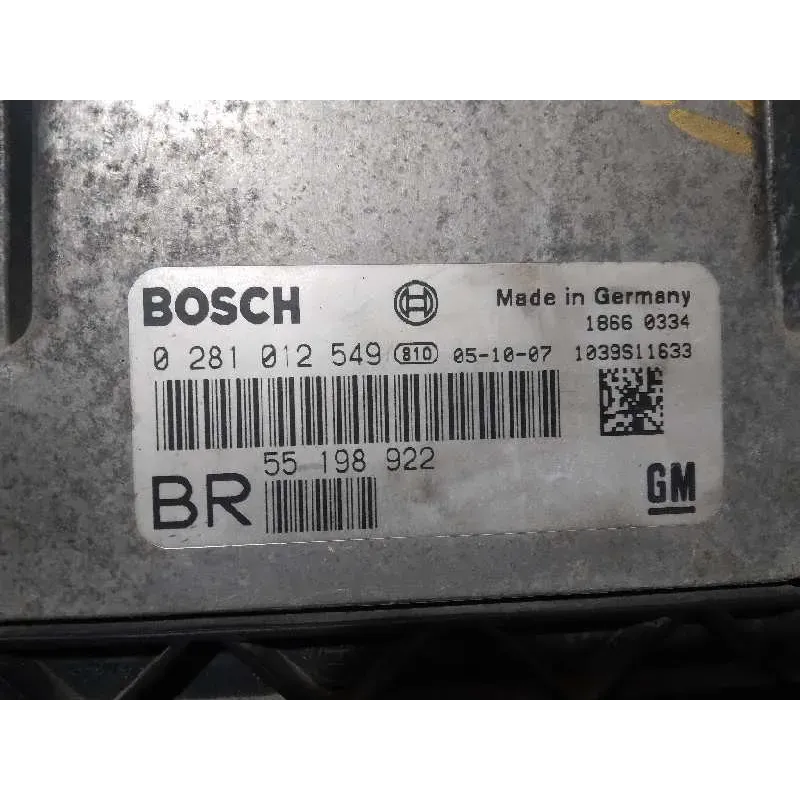 BOSCH Made in Germany
1866 0334
0 281 012 549 810 05-10-07 1039S11633
55 198 922
BR GM